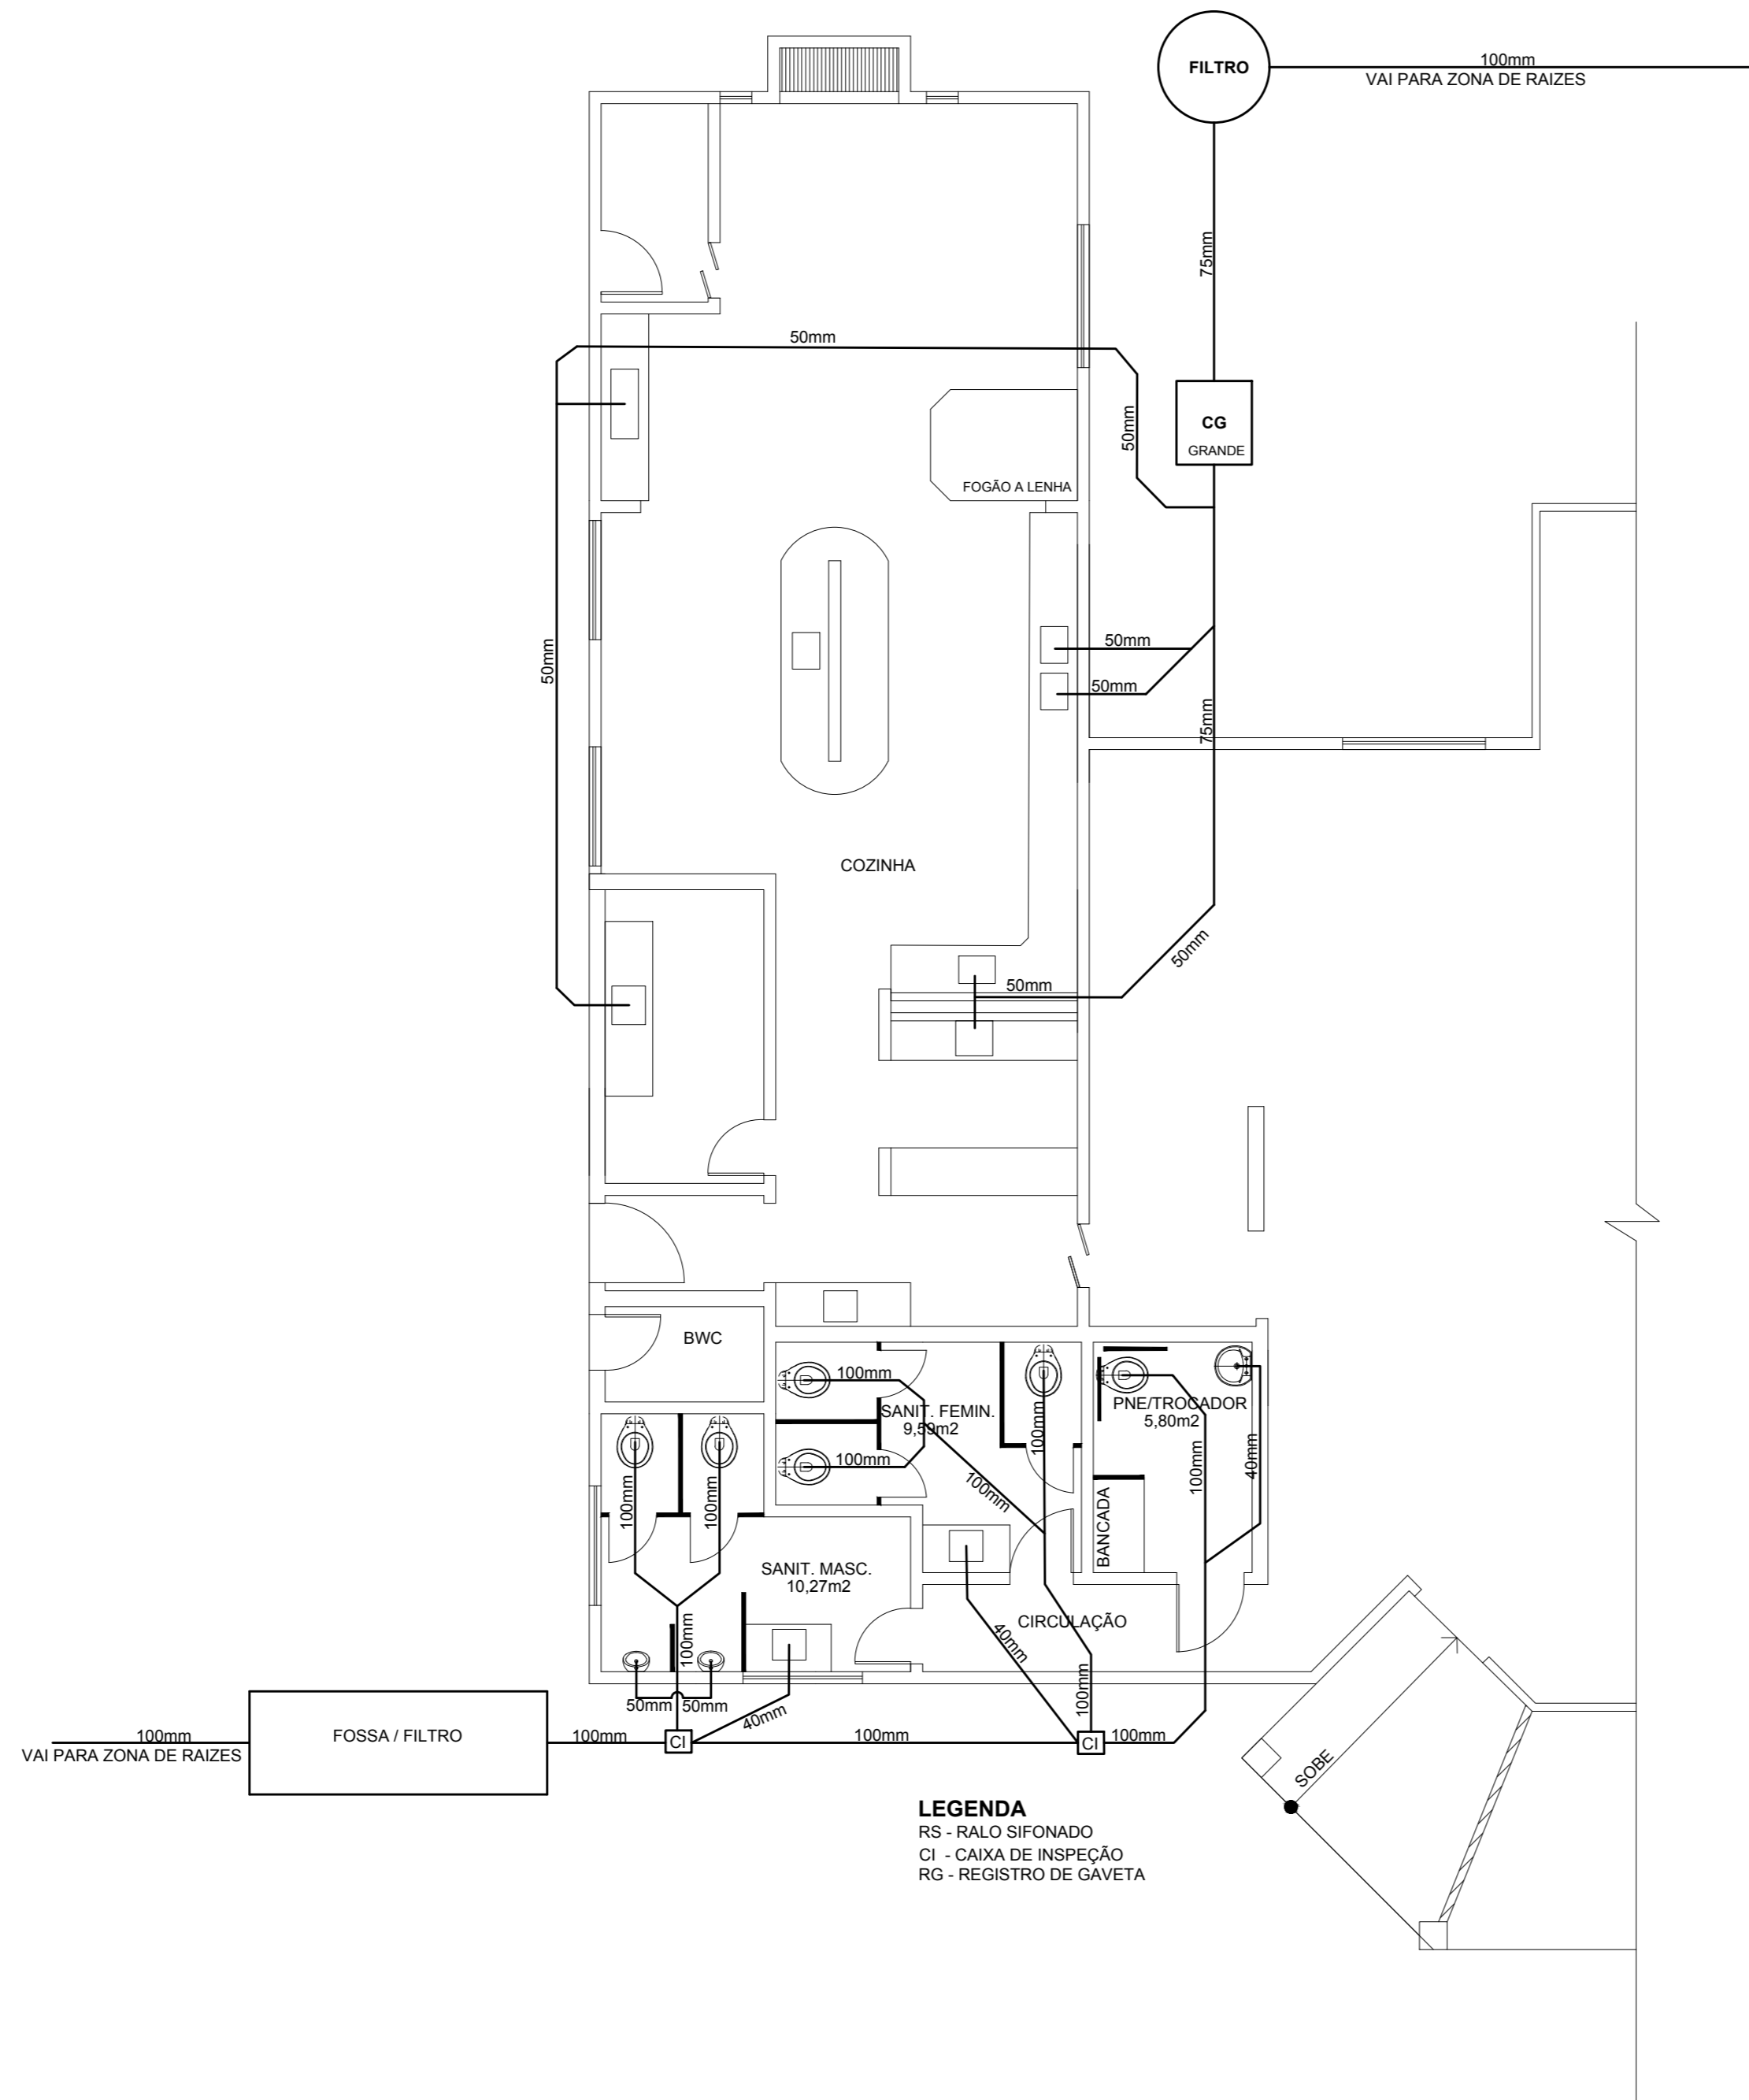 FILTRO
100mm
VAI PARA ZONA DE RAIZES
75mm
50mm
50mm
CG
GRANDE
FOGÃO A LENHA
50mm
50mm
50mm
75mm
COZINHA
50mm
50mm
BWC
100mm
SANIT. FEMIN.
9,59m2
100mm
100mm
100mm
PNE/TROCADOR
5,80m2
100mm
40mm
BANCADA
100mm
100mm
SANIT. MASC.
10,27m2
100mm
CIRCULAÇÃO
40mm
100mm
50mm
50mm
40mm
100mm
VAI PARA ZONA DE RAIZES
FOSSA / FILTRO
100mm
CI
100mm
CI
100mm
SOBE
LEGENDA
RS - RALO SIFONADO
CI - CAIXA DE INSPEÇÃO
RG - REGISTRO DE GAVETA